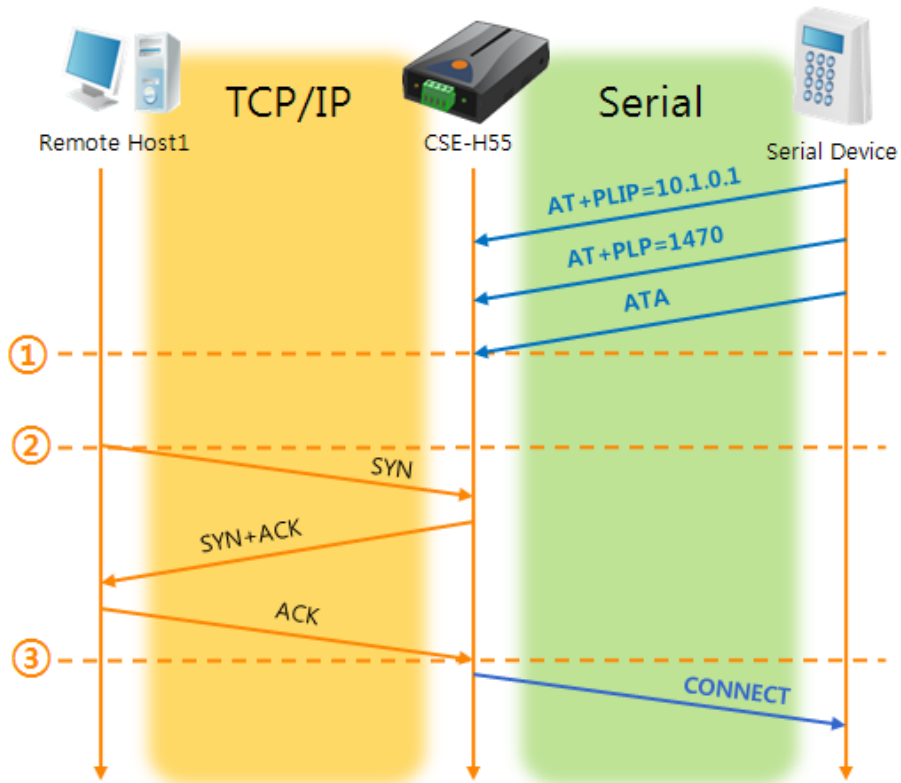 TCP/IP
Serial
Remote Host1
CSE-H55
Serial Device
AT+PLIP=10.1.0.1
AT+PLP=1470
ATA
①
②
SYN
SYN+ACK
ACK
③
CONNECT